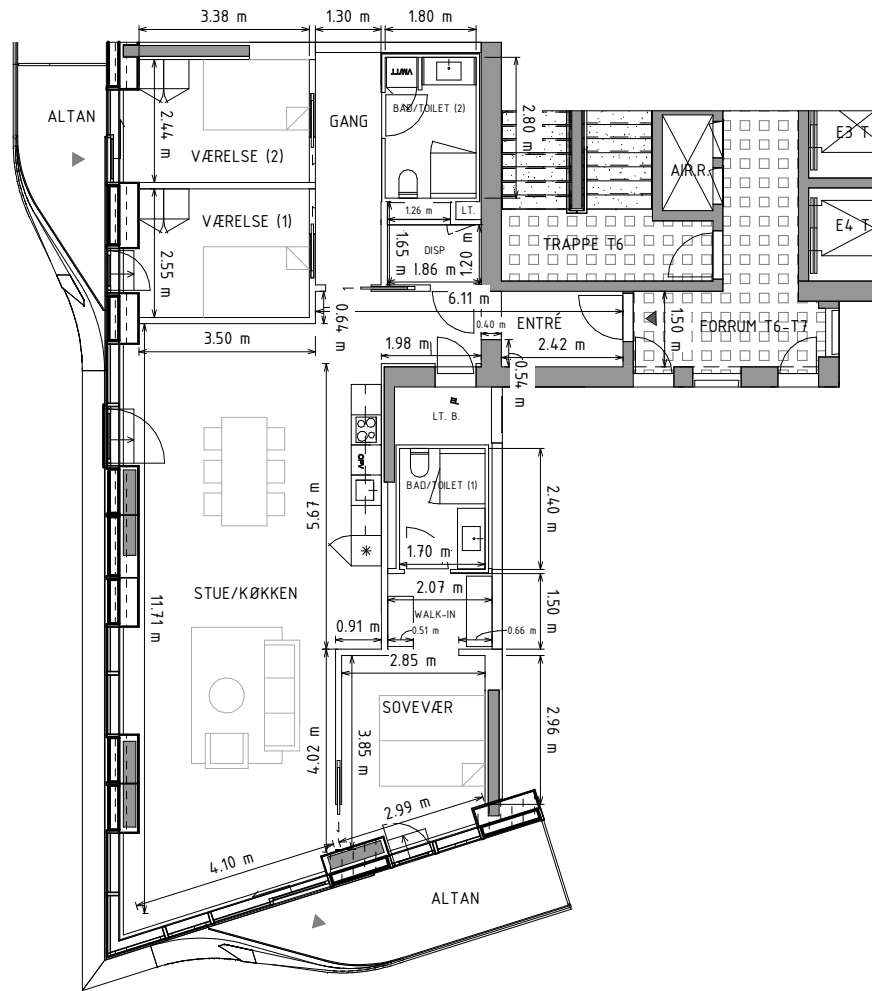 3.38 m
1.30 m
1.80 m
ALTAN
2.44 m
GANG
VM/TT
BAD/TOILET (2)
2.80 m
VÆRELSE (2)
AIR.R.
E3 T
VÆRELSE (1)
1.26 m
LT.
E4 T
2.55 m
1.65 m
DISP
1.20 m
TRAPPE T6
1.86 m
6.11 m
0.64 m
ENTRÉ
0.40 m
1.50 m
FORRUM T6-T7
3.50 m
1.98 m
2.42 m
0.54 m
EL
LT. B.
OPV
5.67 m
BAD/TOILET (1)
2.40 m
1.70 m
11.71 m
STUE/KØKKEN
2.07 m
WALK-IN
1.50 m
0.91 m
0.51 m
0.66 m
2.85 m
SOVEVÆR
2.96 m
4.02 m
3.85 m
2.99 m
4.10 m
ALTAN